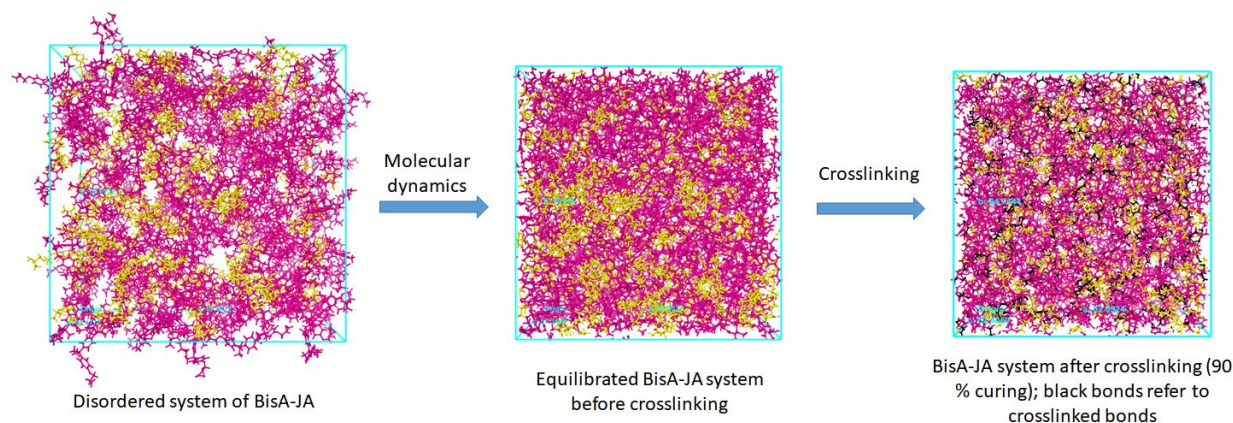 Molecular
dynamics
Crosslinking
Disordered system of BisA-JA
Equilibrated BisA-JA system
before crosslinking
BisA-JA system after crosslinking (90
% curing); black bonds refer to
crosslinked bonds